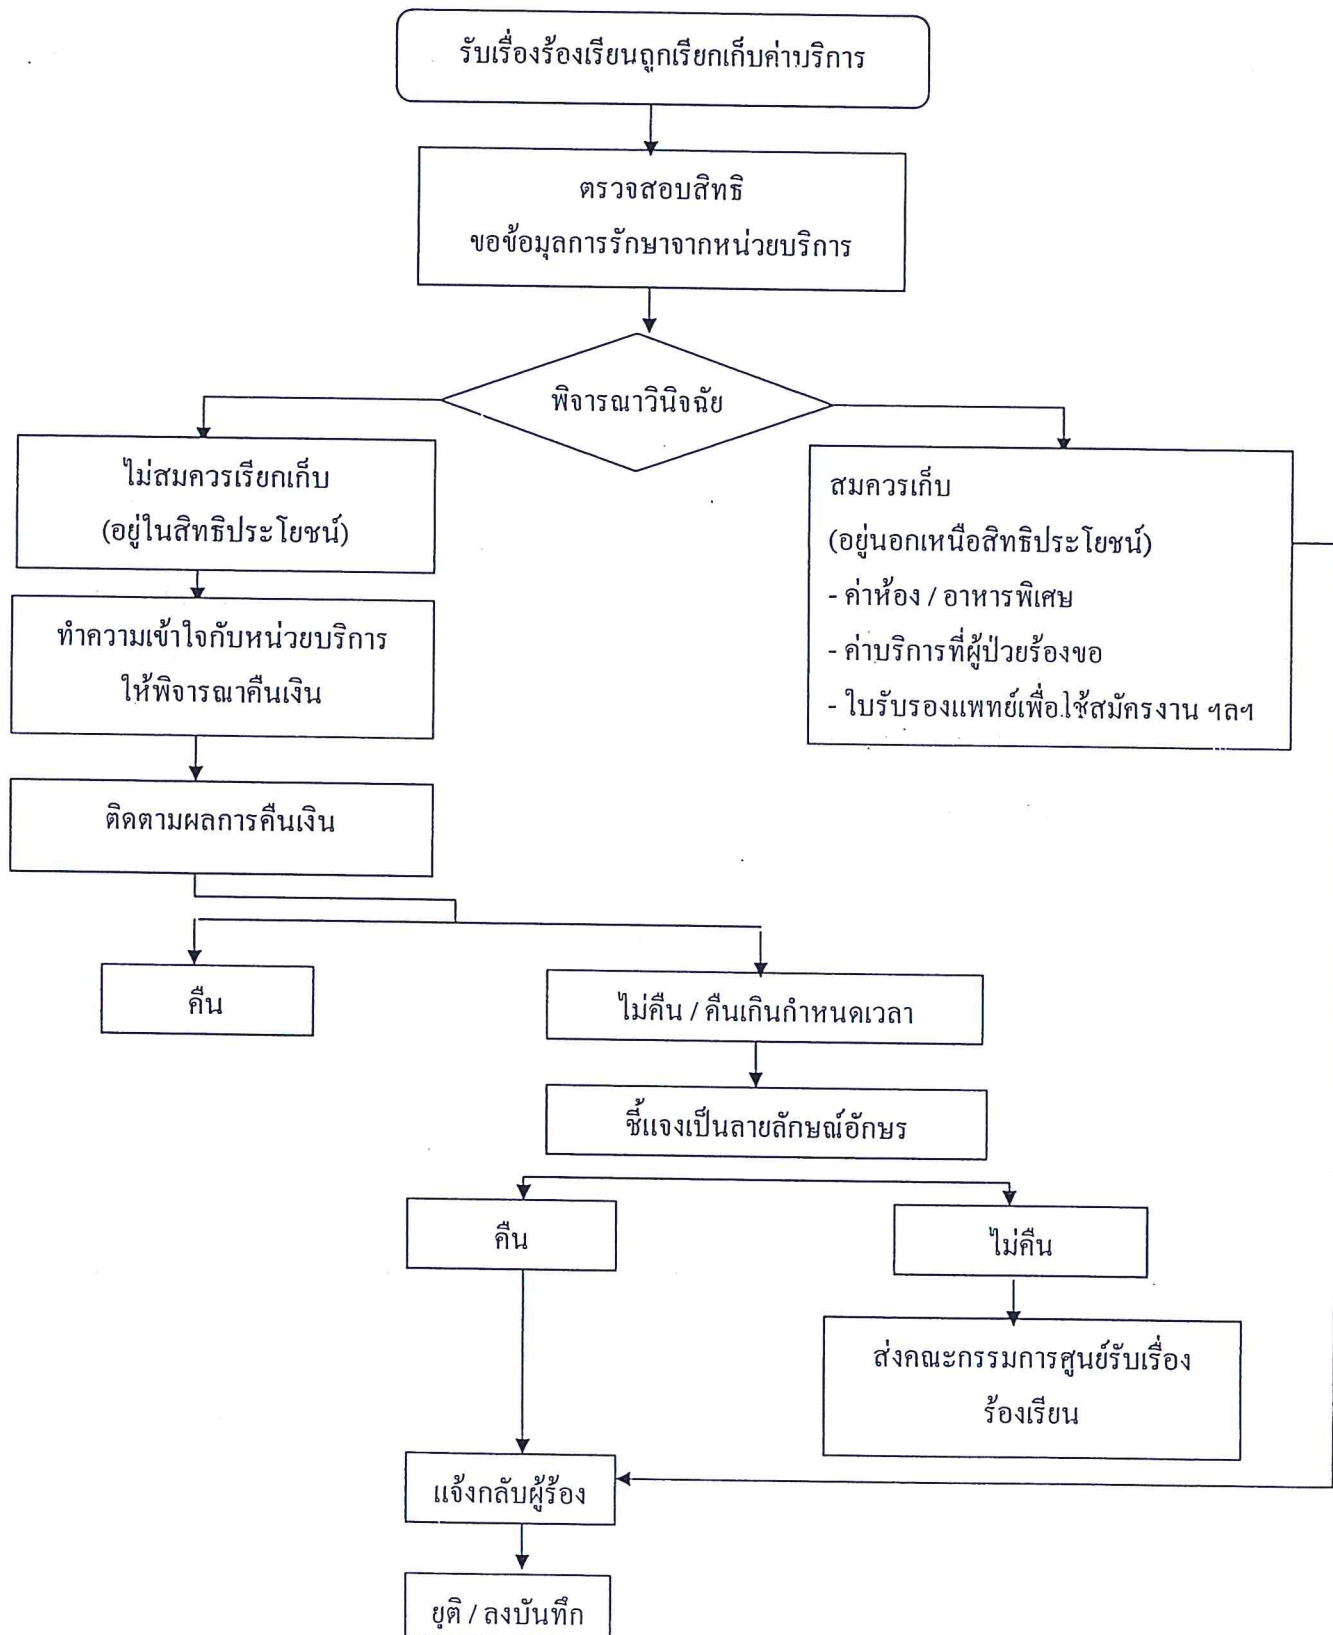 รับเรื่องร้องเรียนถูกเรียกเก็บค่าบริการ
ตรวจสอบสิทธิ
ขอข้อมูลการรักษาจากหน่วยบริการ
พิจารณาวินิจฉัย
ไม่สมควรเรียกเก็บ
(อยู่ในสิทธิประโยชน์)
สมควรเก็บ
(อยู่นอกเหนือสิทธิประโยชน์)
- ค่าห้อง / อาหารพิเศษ
- ค่าบริการที่ผู้ป่วยร้องขอ
- ใบรับรองแพทย์เพื่อใช้สมัครงาน ฯลฯ
ทำความเข้าใจกับหน่วยบริการ
ให้พิจารณาคืนเงิน
ติดตามผลการคืนเงิน
คืน
ไม่คืน / คืนเกินกำหนดเวลา
ชี้แจงเป็นลายลักษณ์อักษร
คืน
ไม่คืน
ส่งคณะกรรมการศูนย์รับเรื่อง
ร้องเรียน
แจ้งกลับผู้ร้อง
ยุติ / ลงบันทึก